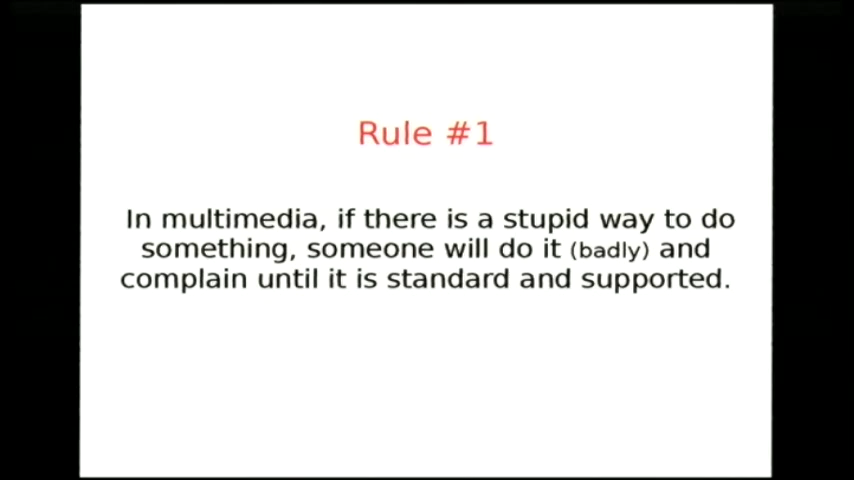 Rule #1
In multimedia, if there is a stupid way to do
something, someone will do it (badly) and
complain until it is standard and supported.